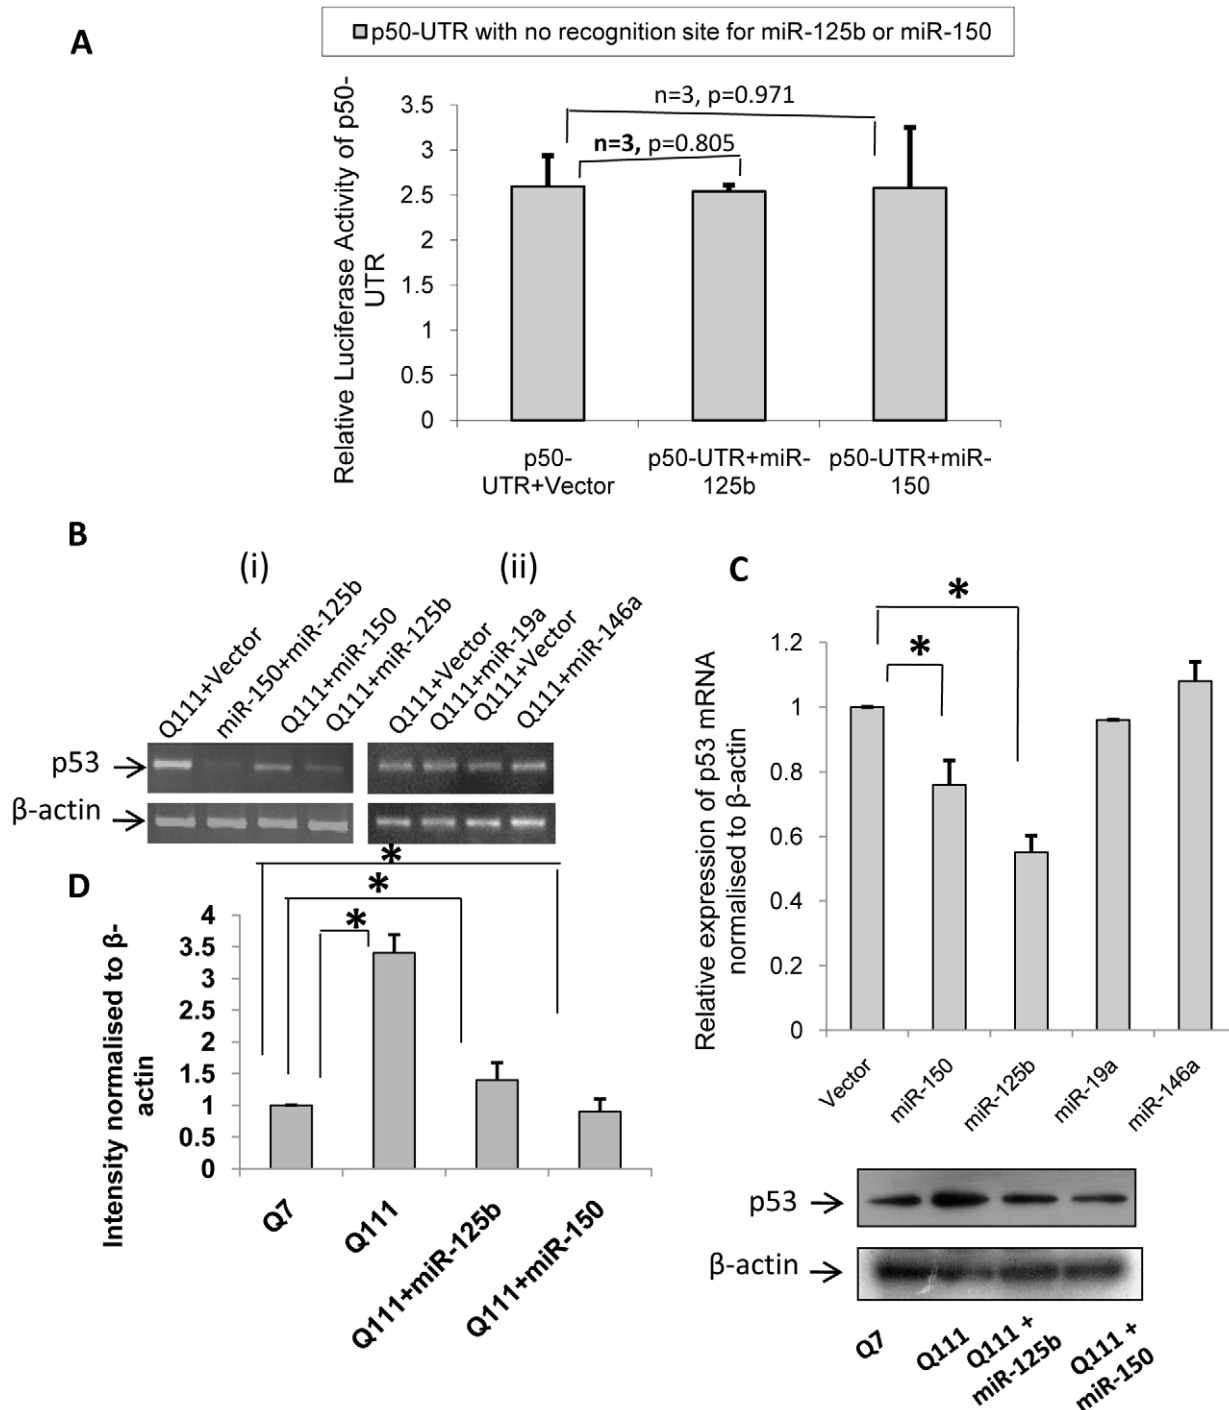 A
p50-UTR with no recognition site for miR-125b or miR-150
Relative Luciferase Activity of p50-
UTR
3.5
3
2.5
2
1.5
1
0.5
0
n=3, p=0.971
n=3, p=0.805
p50-
UTR+Vector
p50-UTR+miR-
125b
p50-UTR+miR-
150
B
(i)
(ii)
Q111+Vector
miR-150+miR-125b
Q111+miR-150
Q111+miR-125b
Q111+Vector
Q111+miR-19a
Q111+Vector
Q111+miR-146a
p53
β-actin
C
*
*
Relative expression of p53 mRNA
normalised to β-actin
1.2
1
0.8
0.6
0.4
0.2
0
Vector
miR-150
miR-125b
miR-19a
miR-146a
D
*
*
*
Intensity normalised to β-
actin
4
3.5
3
2.5
2
1.5
1
0.5
0
Q7
Q111
Q111+miR-125b
Q111+miR-150
p53
β-actin
Q7
Q111
Q111 +
miR-125b
Q111 +
miR-150